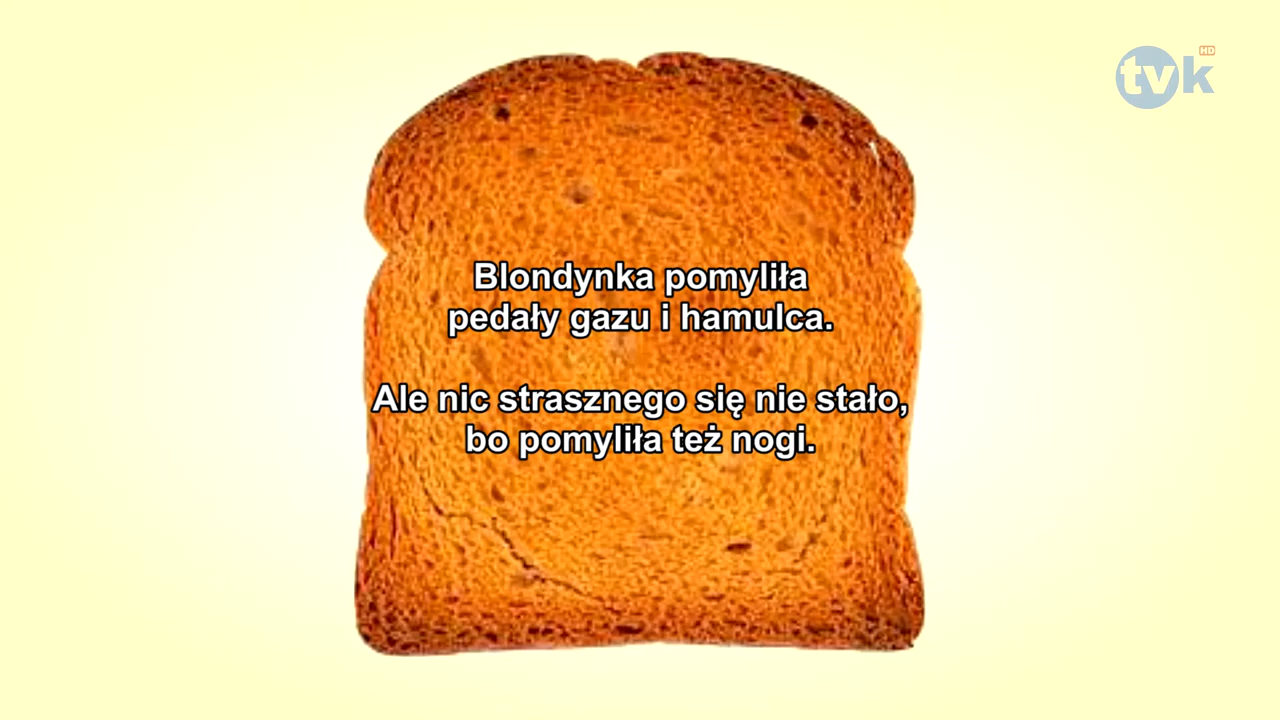 tvk HD
Blondynka pomyliła
pedały gazu i hamulca.
Ale nic strasznego się nie stało,
bo pomyliła też nogi.